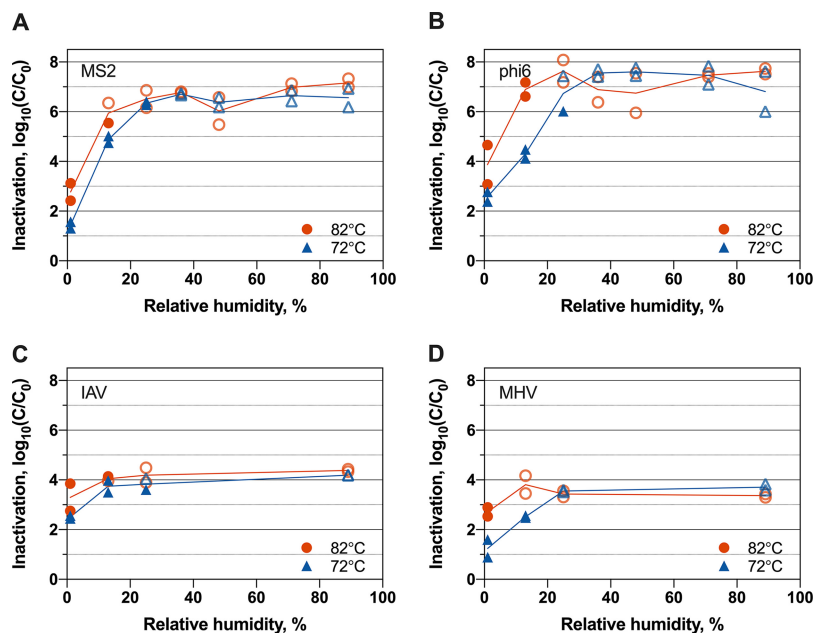 A
MS2
Inactivation, log10(C/C0)
8
6
4
2
0
0 20 40 60 80 100
Relative humidity, %
82°C
72°C
B
phi6
Inactivation, log10(C/C0)
8
6
4
2
0
0 20 40 60 80 100
Relative humidity, %
82°C
72°C
C
IAV
Inactivation, log10(C/C0)
8
6
4
2
0
0 20 40 60 80 100
Relative humidity, %
82°C
72°C
D
MHV
Inactivation, log10(C/C0)
8
6
4
2
0
0 20 40 60 80 100
Relative humidity, %
82°C
72°C